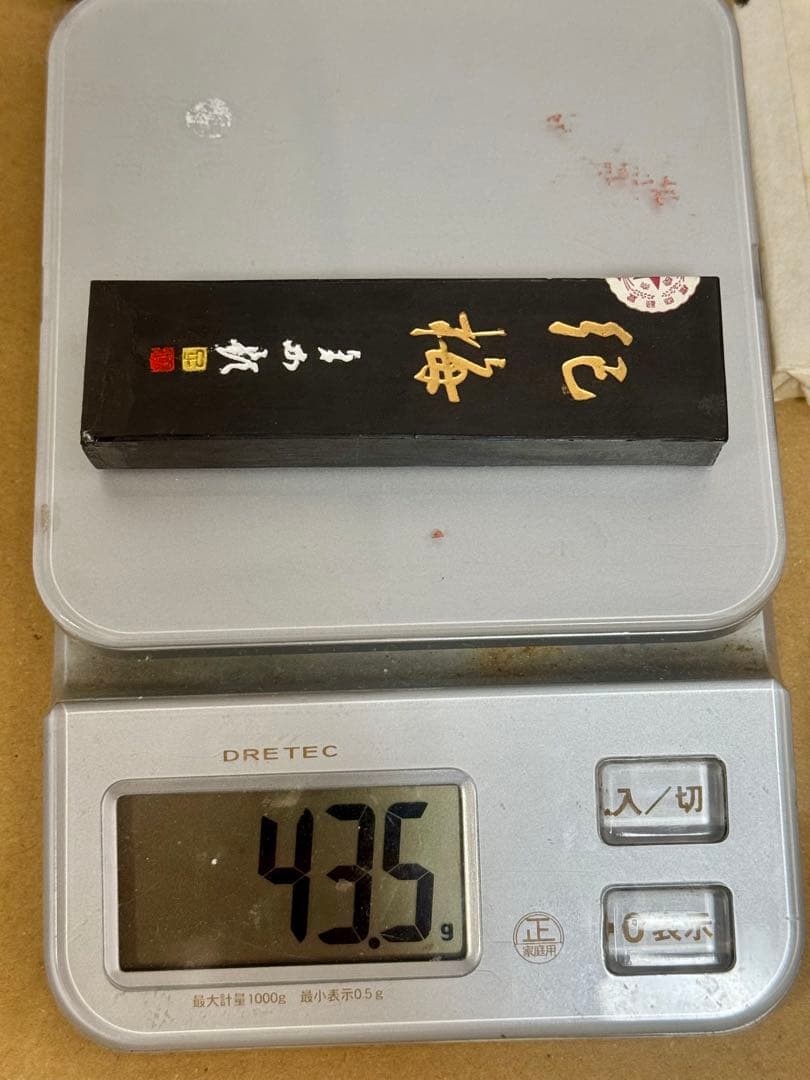 紀梅
DRETEC
43.5g
入／切
正
家庭用
0表示
最大計量1000g 最小表示0.5g